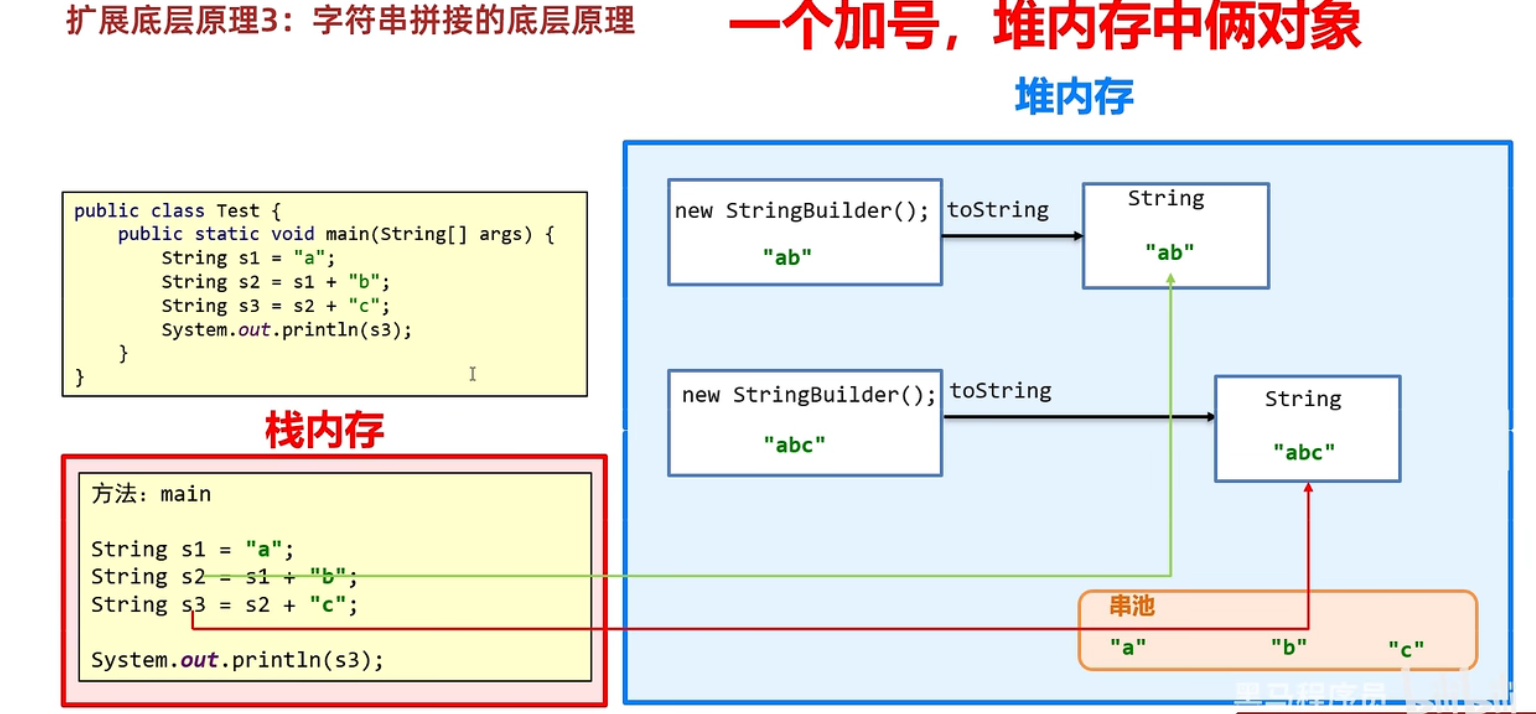 扩展底层原理3：字符串拼接的底层原理
一个加号，堆内存中俩对象
堆内存
public class Test {
public static void main(String[] args) {
String s1 = "a";
String s2 = s1 + "b";
String s3 = s2 + "c";
System.out.println(s3);
}
}
栈内存
方法：main
String s1 = "a";
String s2 = s1 + "b";
String s3 = s2 + "c";
System.out.println(s3);
new StringBuilder();
"ab"
toString
String
"ab"
new StringBuilder();
"abc"
toString
String
"abc"
串池
"a" "b" "c"
黑马程序员